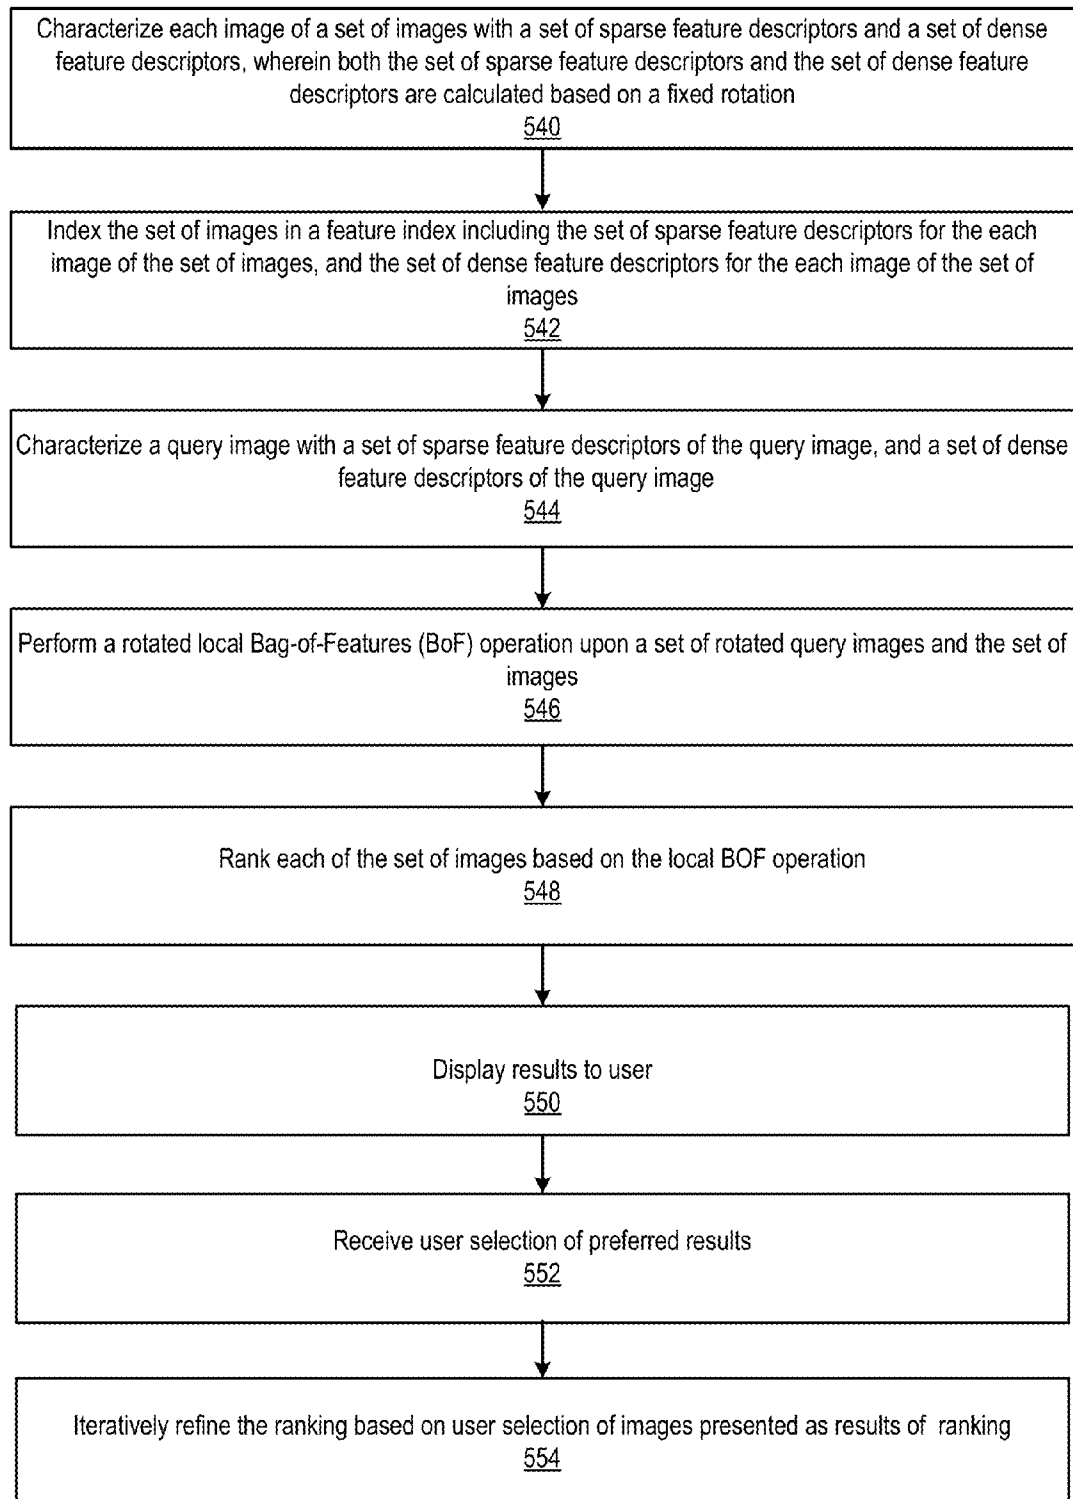 Characterize each image of a set of images with a set of sparse feature descriptors and a set of dense
feature descriptors, wherein both the set of sparse feature descriptors and the set of dense feature
descriptors are calculated based on a fixed rotation
540
Index the set of images in a feature index including the set of sparse feature descriptors for the each
image of the set of images, and the set of dense feature descriptors for the each image of the set of
images
542
Characterize a query image with a set of sparse feature descriptors of the query image, and a set of dense
feature descriptors of the query image
544
Perform a rotated local Bag-of-Features (BoF) operation upon a set of rotated query images and the set of
images
546
Rank each of the set of images based on the local BOF operation
548
Display results to user
550
Receive user selection of preferred results
552
Iteratively refine the ranking based on user selection of images presented as results of ranking
554